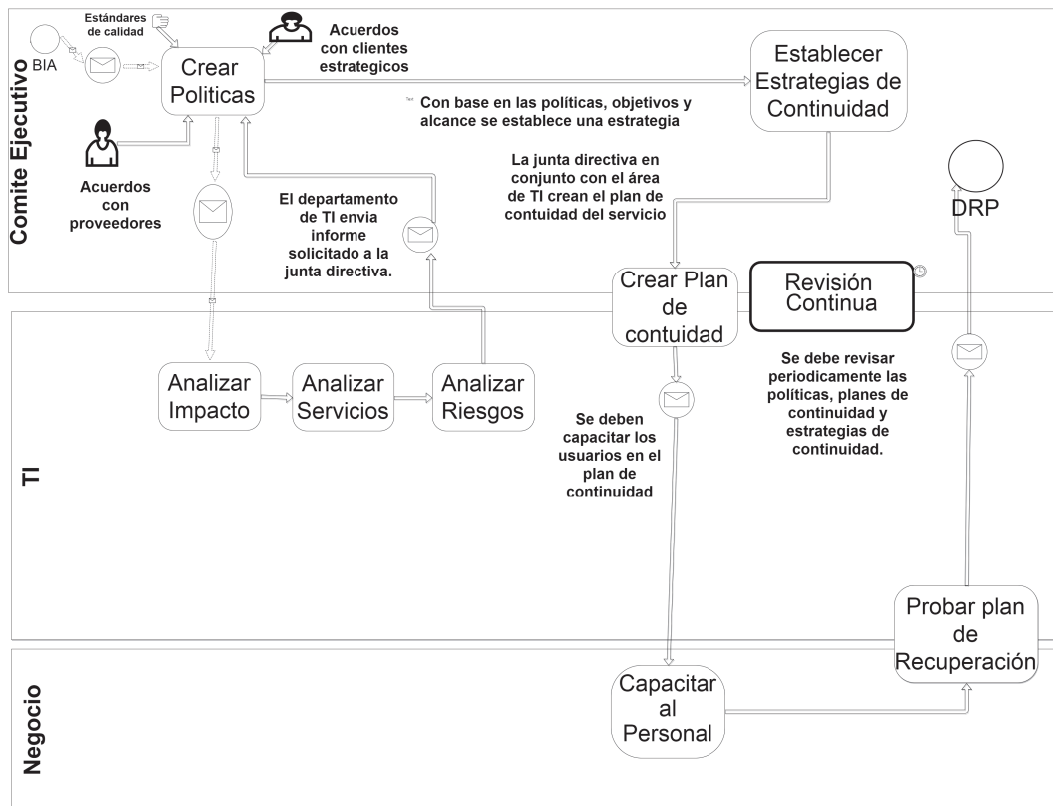 Comite Ejecutivo
Estándares
de calidad
BIA
Crear
Politicas
Acuerdos
con clientes
estrategicos
Establecer
Estrategias de
Continuidad
Con base en las políticas, objetivos y
alcance se establece una estrategia
Acuerdos
con
proveedores
El departamento
de TI envia
informe
solicitado a la
junta directiva.
La junta directiva en
conjunto con el área
de TI crean el plan de
contuidad del servicio
DRP
Crear Plan
de
contuidad
Revisión
Continua
TI
Analizar
Impacto
Analizar
Servicios
Analizar
Riesgos
Se deben
capacitar los
usuarios en el
plan de
continuidad
Se debe revisar
periodicamente las
políticas, planes de
continuidad y
estrategias de
continuidad.
Probar plan
de
Recuperación
Negocio
Capacitar
al
Personal